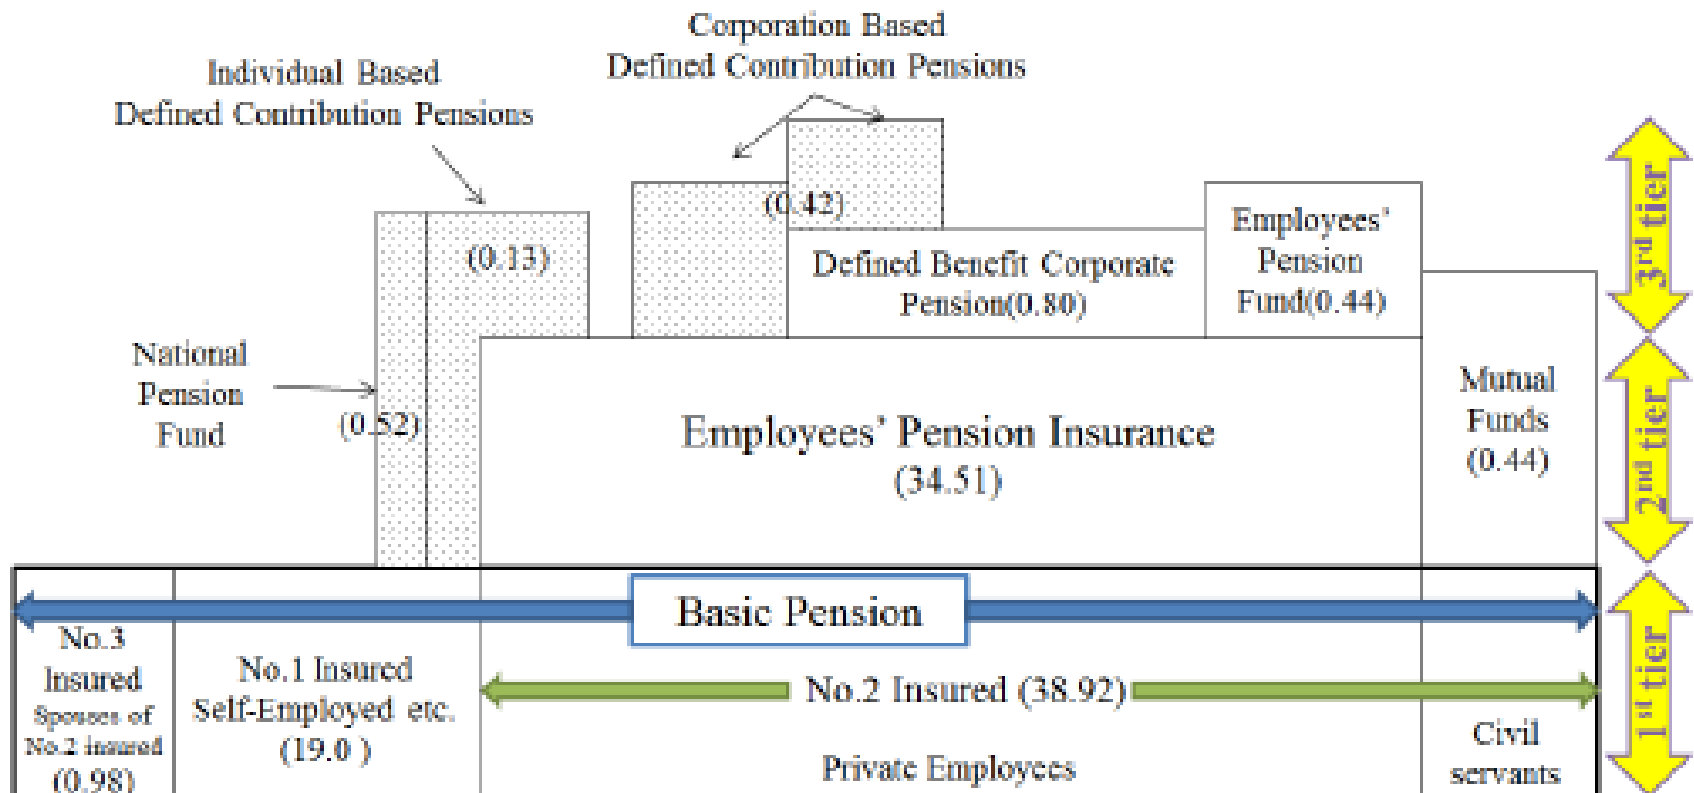 Corporation Based
Defined Contribution Pensions
Individual Based
Defined Contribution Pensions
(0.42)
(0.13)
Defined Benefit Corporate
Pension(0.80)
Employees'
Pension
Fund(0.44)
3rd tier
National
Pension
Fund
(0.52)
Employees' Pension Insurance
(34.51)
Mutual
Funds
(0.44)
2nd tier
Basic Pension
No.3
Insured
Spouses of
No.2 insured
(0.98)
No.1 Insured
Self-Employed etc.
(19.0 )
No.2 Insured (38.92)
Private Employees
Civil
servants
1st tier